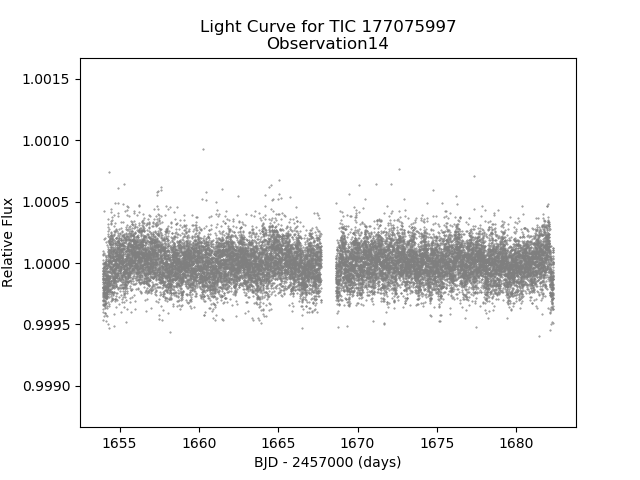 Light Curve for TIC 177075997
Observation14
Relative Flux
1.0015
1.0010
1.0005
1.0000
0.9995
0.9990
1655 1660 1665 1670 1675 1680
BJD - 2457000 (days)